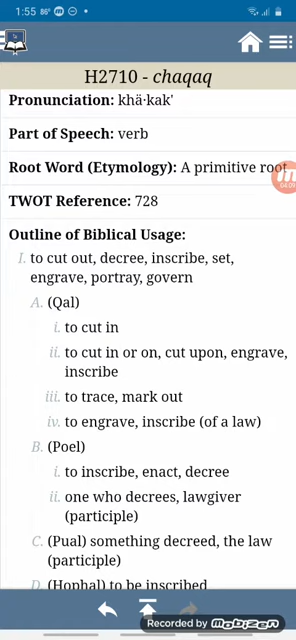 1:55 86°
H2710 - chaqaq
Pronunciation: khä·kak'
Part of Speech: verb
Root Word (Etymology): A primitive root
04:09
TWOT Reference: 728
Outline of Biblical Usage:
I. to cut out, decree, inscribe, set,
engrave, portray, govern
A. (Qal)
i. to cut in
ii. to cut in or on, cut upon, engrave,
inscribe
iii. to trace, mark out
iv. to engrave, inscribe (of a law)
B. (Poel)
i. to inscribe, enact, decree
ii. one who decrees, lawgiver
(participle)
C. (Pual) something decreed, the law
(participle)
D. (Hophal) to be inscribed
Recorded by Mobizen